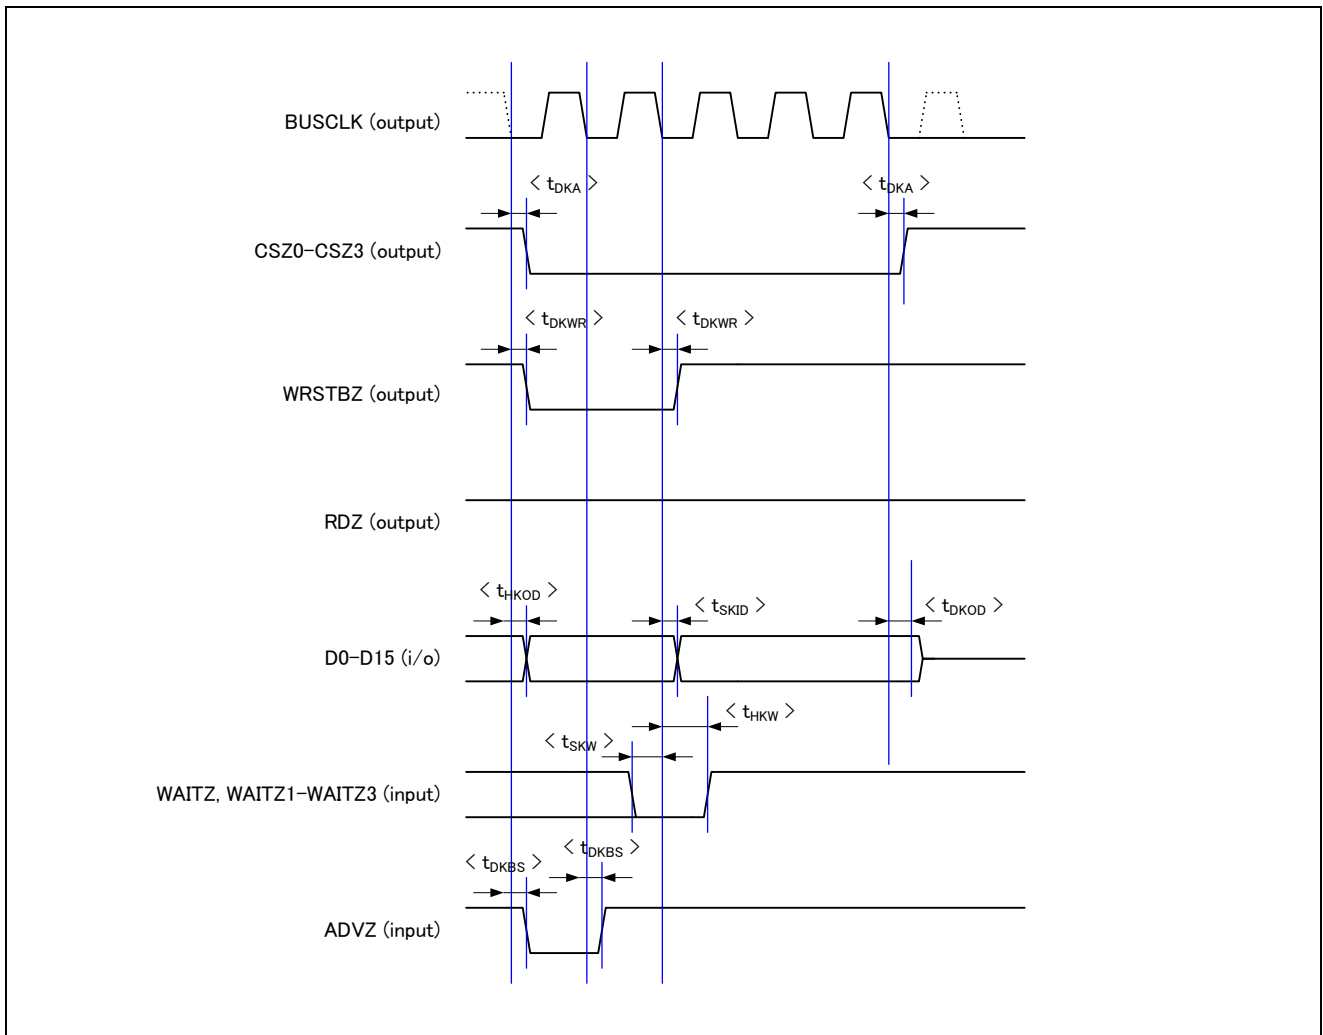 BUSCLK (output)
< tDKA >
< tDKA >
CSZ0-CSZ3 (output)
< tDKWR >
< tDKWR >
WRSTBZ (output)
RDZ (output)
< tHKOD >
< tSKID >
< tDKOD >
D0-D15 (i/o)
< tHKW >
< tSKW >
WAITZ, WAITZ1-WAITZ3 (input)
< tDKBS >
< tDKBS >
ADVZ (input)